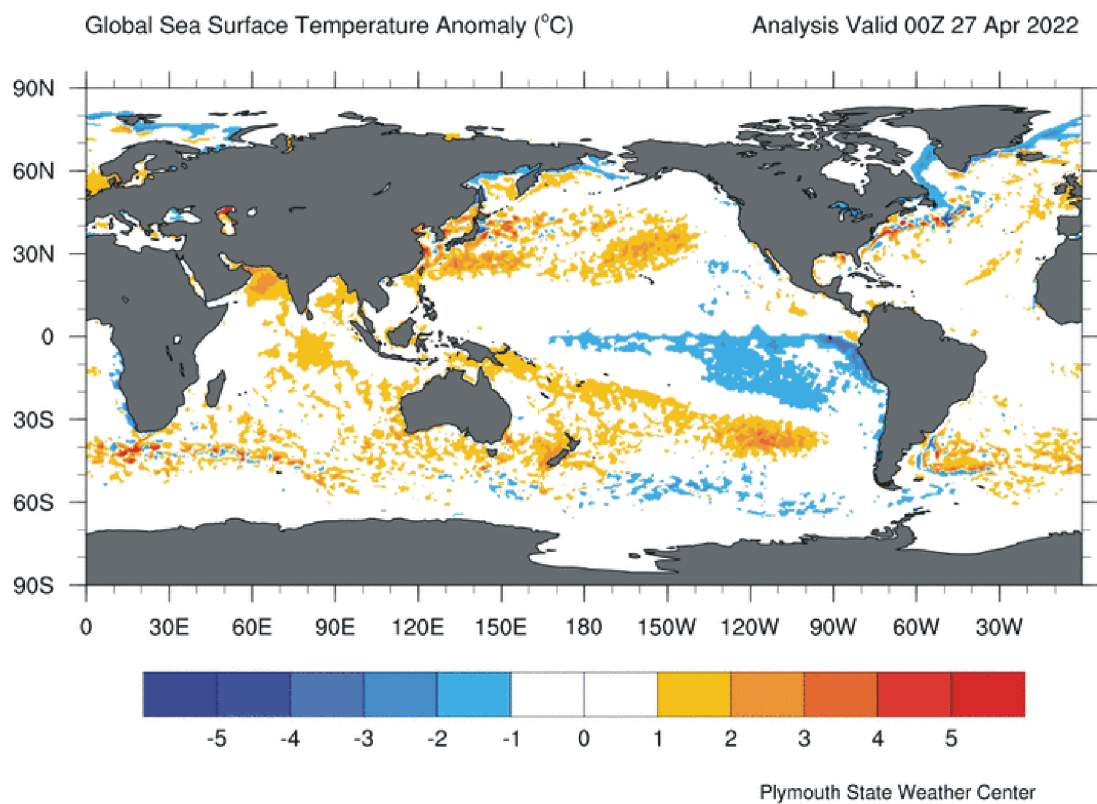 Global Sea Surface Temperature Anomaly (°C) Analysis Valid 00Z 27 Apr 2022
90N
60N
30N
0
30S
60S
90S
0 30E 60E 90E 120E 150E 180 150W 120W 90W 60W 30W
-5 -4 -3 -2 -1 0 1 2 3 4 5
Plymouth State Weather Center